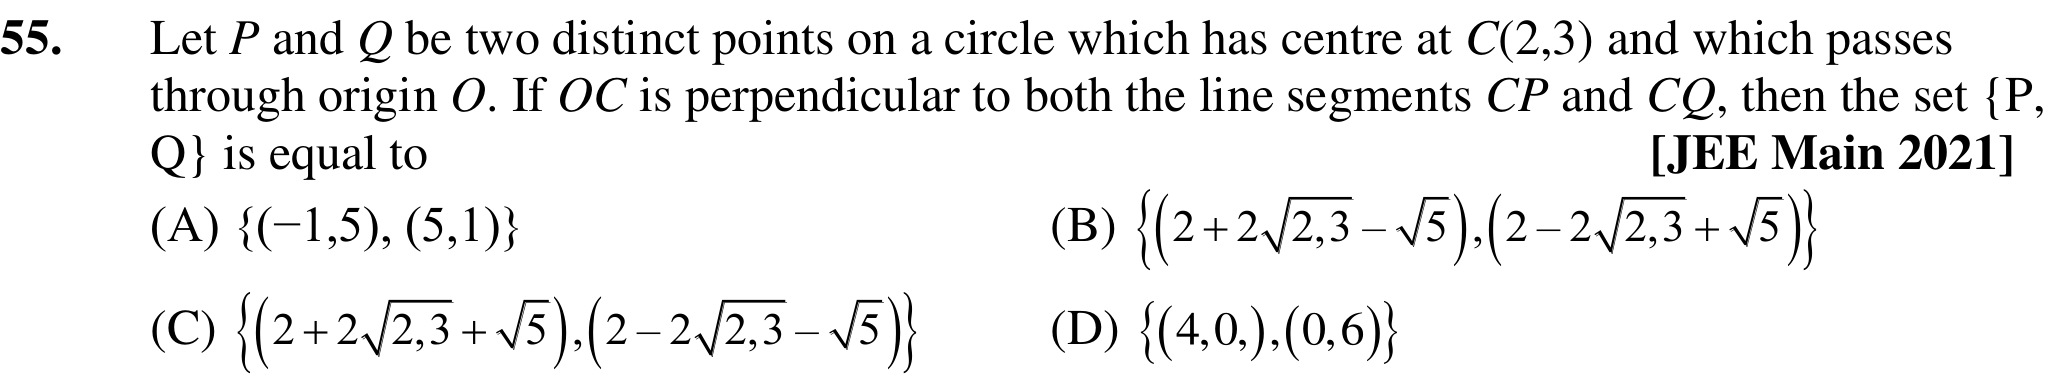 55. Let P and Q be two distinct points on a circle which has centre at C(2,3) and which passes
through origin O. If OC is perpendicular to both the line segments CP and CQ, then the set {P,
Q} is equal to [JEE Main 2021]
(A) {(−1,5), (5,1)} (B) {(2+2√2,3−√5),(2−2√2,3+√5)}
(C) {(2+2√2,3+√5),(2−2√2,3−√5)} (D) {(4,0,),(0,6)}